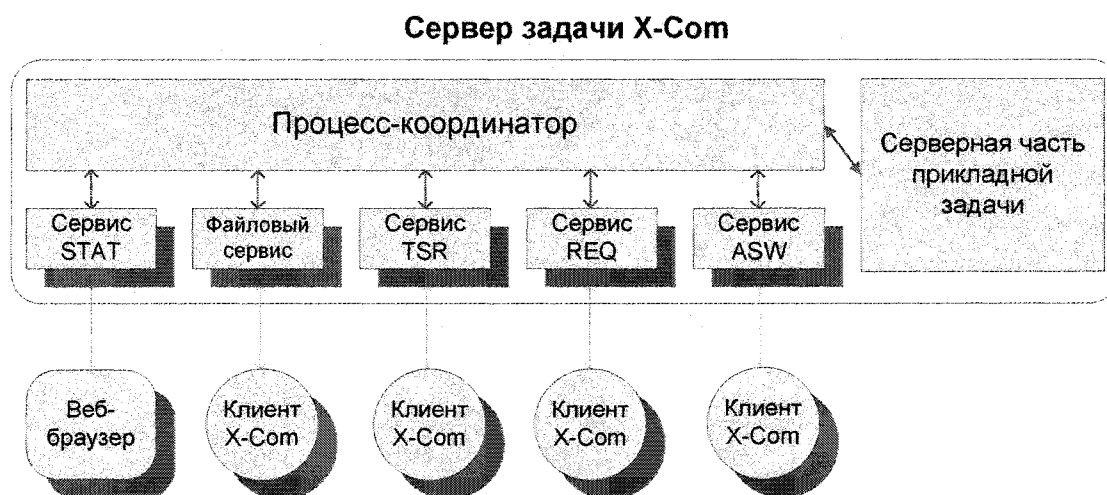 Сервер задачи X-Com
Процесс-координатор
Серверная часть
прикладной
задачи
Сервис
STAT
Файловый
сервис
Сервис
TSR
Сервис
REQ
Сервис
ASW
Веб-
браузер
Клиент
X-Com
Клиент
X-Com
Клиент
X-Com
Клиент
X-Com